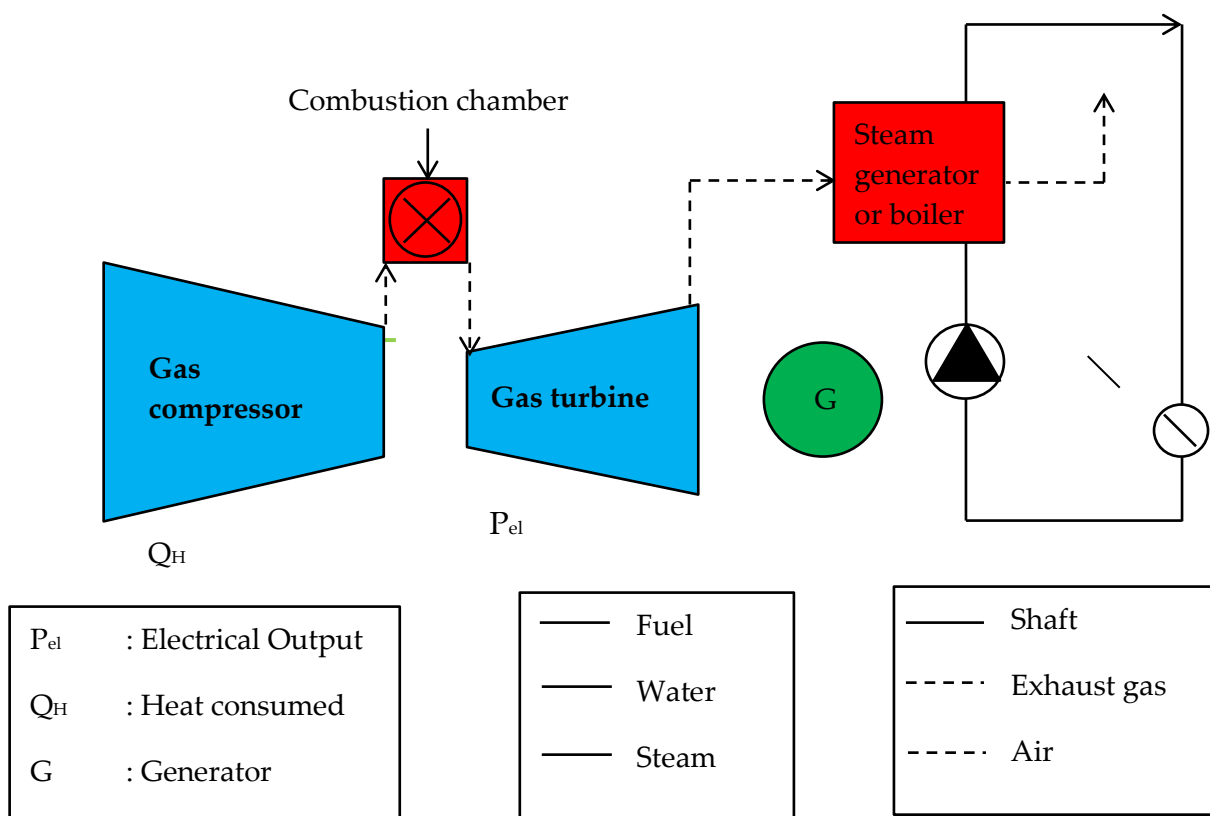 Combustion chamber
Steam
generator
or boiler
Gas
compressor
Gas turbine
G
Pel
QH
Pel : Electrical Output
QH : Heat consumed
G : Generator
Fuel
Water
Steam
Shaft
Exhaust gas
Air